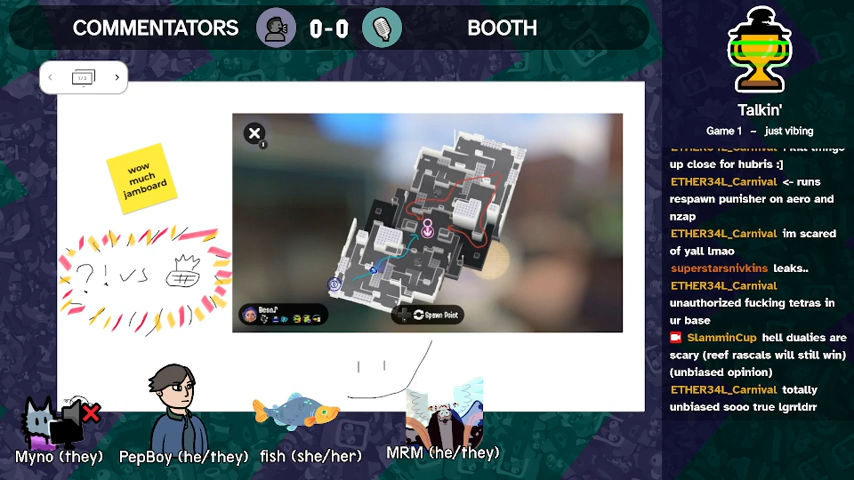 COMMENTATORS
0-0
BOOTH
Talkin'
Game 1 – just vibing
1/2
wow
much
jamboard
?! vs
Spawn Point
up close for hubris :]
ETHER34L_Carnival <- runs
respawn punisher on aero and
nzap
ETHER34L_Carnival im scared
of yall lmao
superstarsnivkins leaks..
ETHER34L_Carnival
unauthorized fucking tetras in
ur base
SlamminCup hell dualies are
scary (reef rascals will still win)
(unbiased opinion)
ETHER34L_Carnival totally
unbiased sooo true lgrrldrr
Myno (they)
PepBoy (he/they)
fish (she/her)
MRM (he/they)